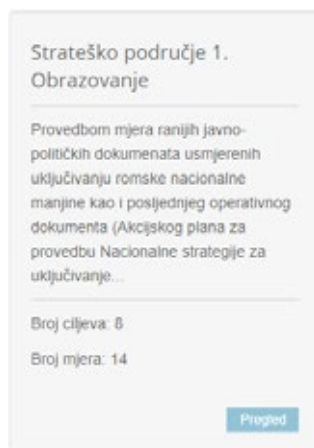 Strateško područje 1.
Obrazovanje
Provedbom mjera ranijih javno-
političkih dokumenata usmjerenih
uključivanju romske nacionalne
manjine kao i posljednjeg operativnog
dokumenta (Akcijskog plana za
provedbu Nacionalne strategije za
uključivanje...
Broj ciljeva: 8
Broj mjera: 14
Pregled